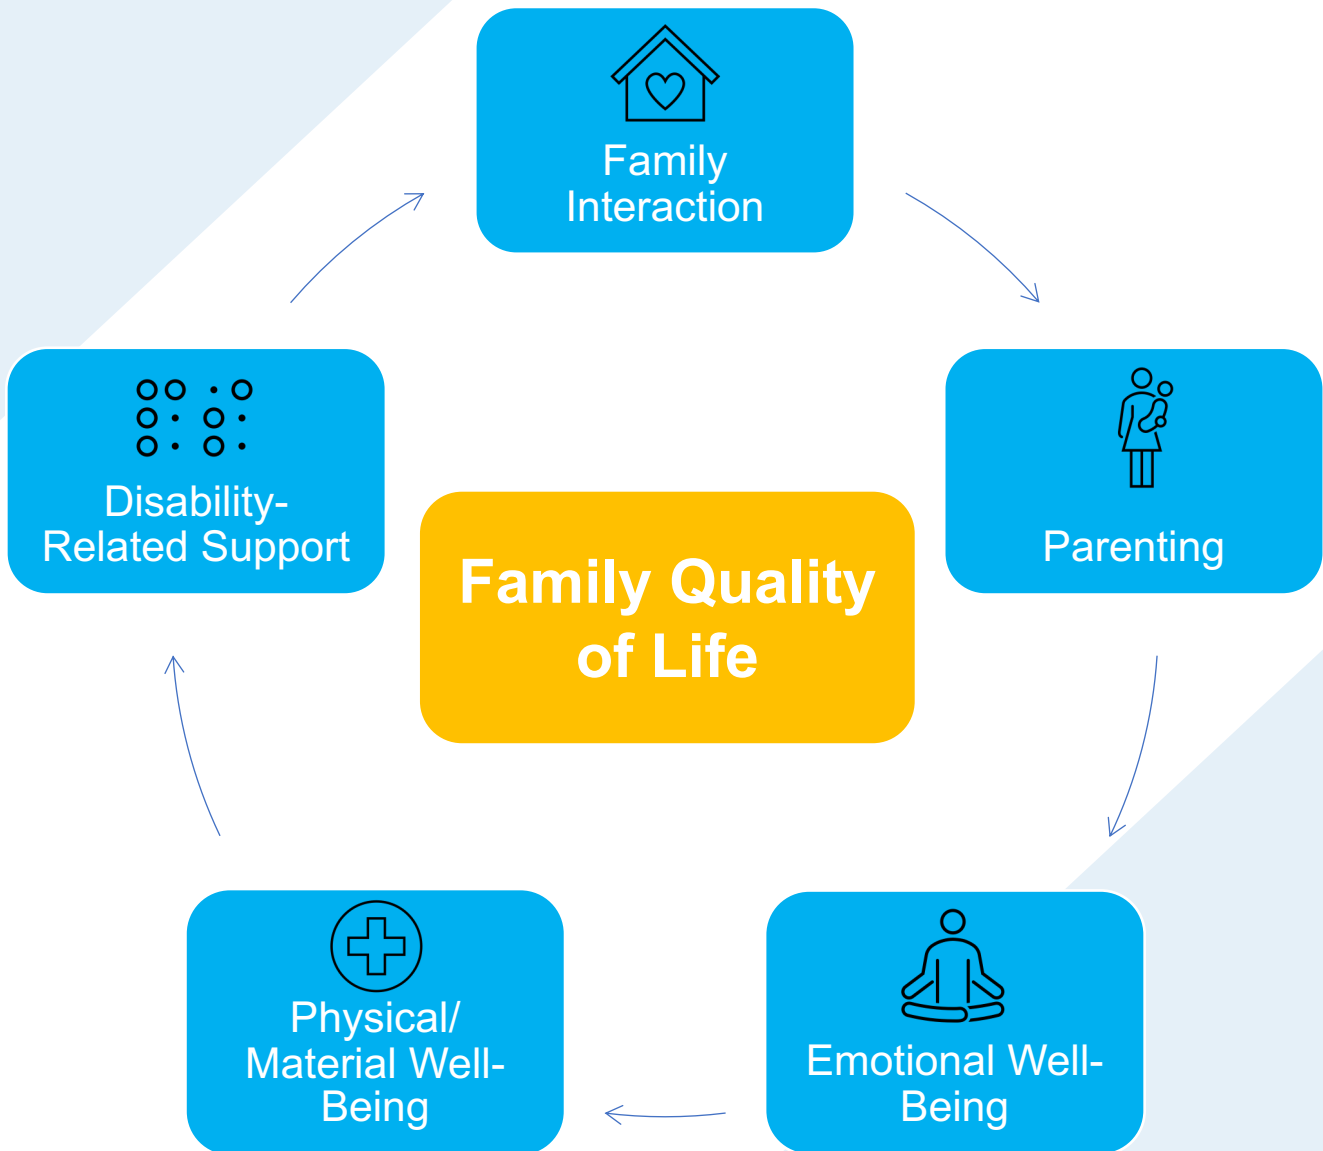 Family
Interaction
Parenting
Emotional Well-
Being
Physical/
Material Well-
Being
Disability-
Related Support
Family Quality
of Life